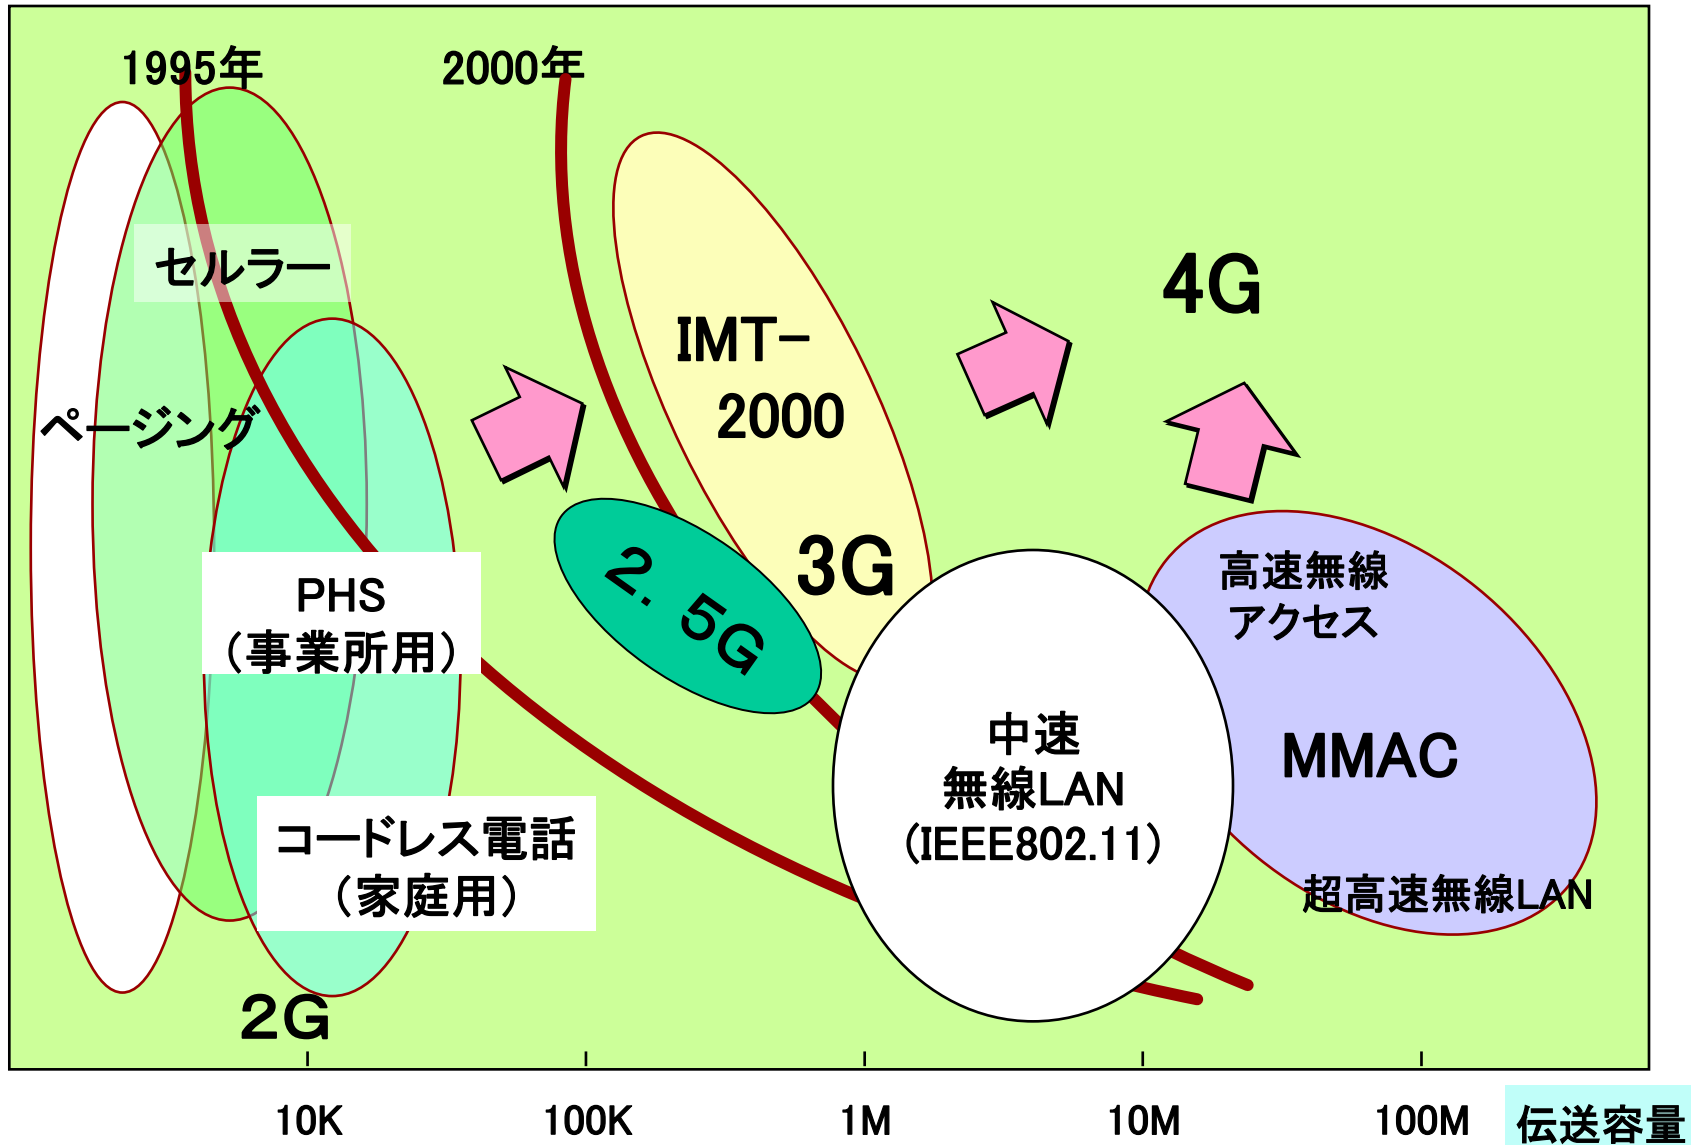 1995年
2000年
セルラー
4G
IMT-
2000
ページング
3G
2.5G
高速無線
アクセス
PHS
(事業所用)
中速
無線LAN
(IEEE802.11)
MMAC
コードレス電話
(家庭用)
超高速無線LAN
2G
10K
100K
1M
10M
100M
伝送容量